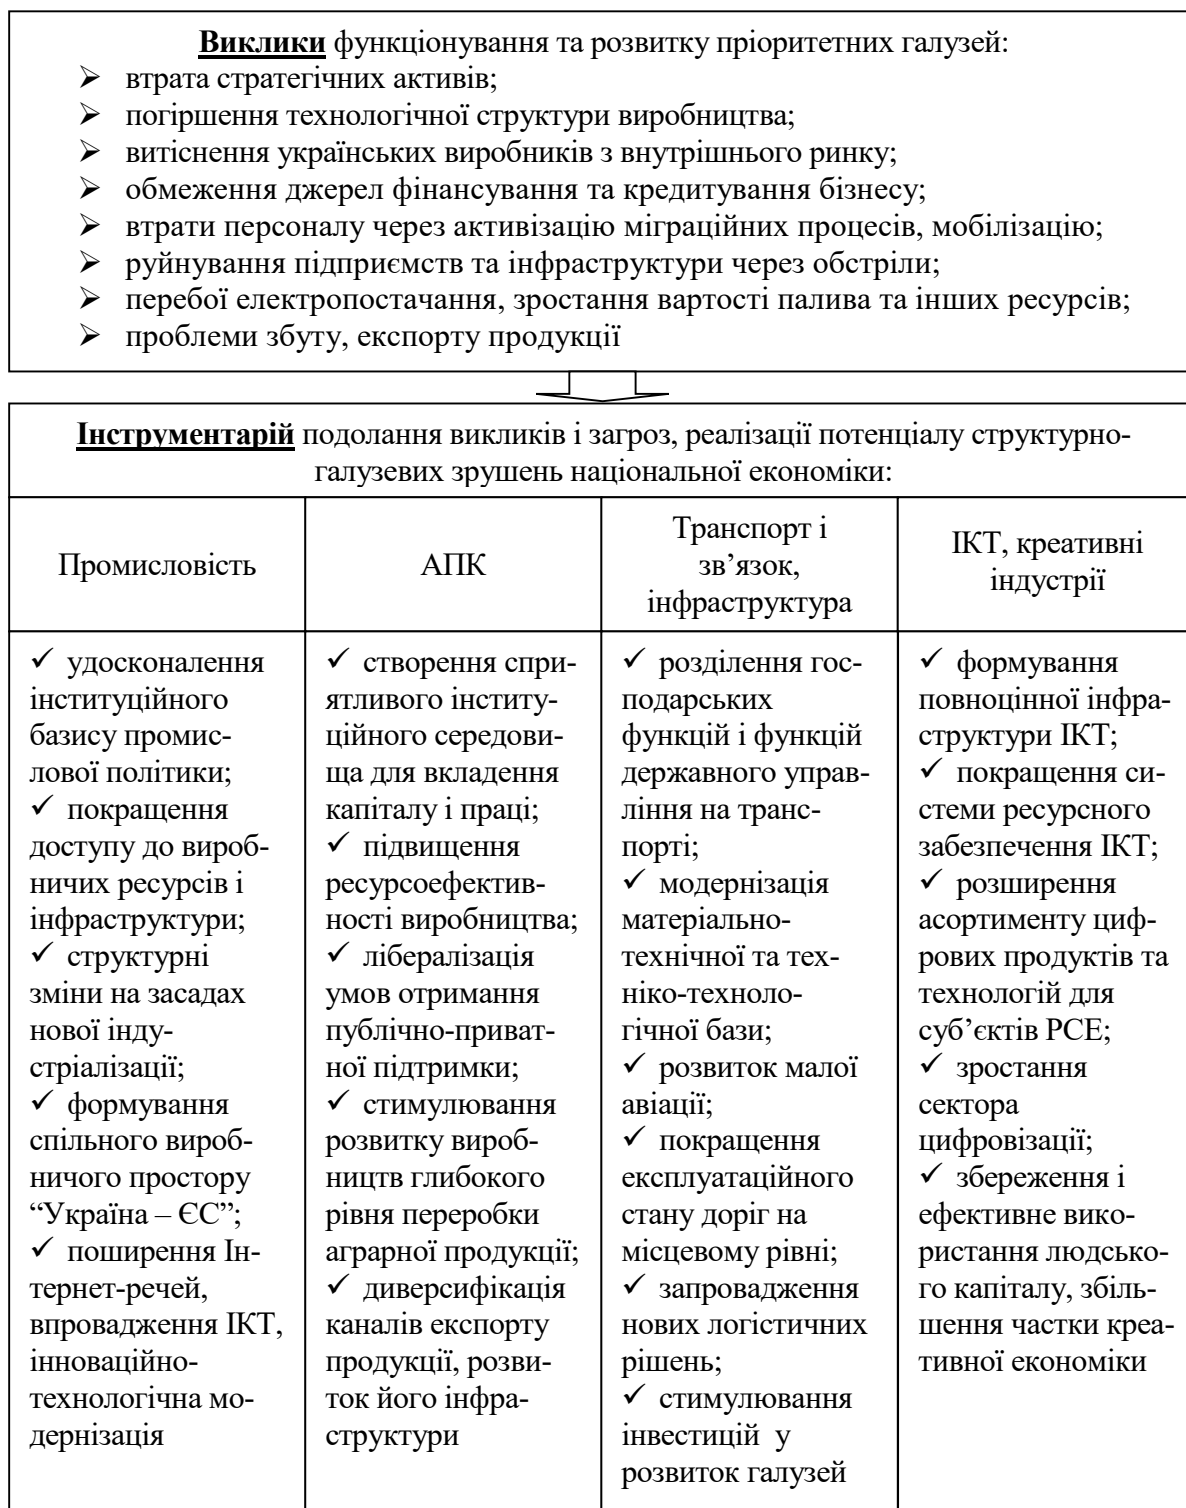 Виклики функціонування та розвитку пріоритетних галузей:
➢ втрата стратегічних активів;
➢ погіршення технологічної структури виробництва;
➢ витіснення українських виробників з внутрішнього ринку;
➢ обмеження джерел фінансування та кредитування бізнесу;
➢ втрати персоналу через активізацію міграційних процесів, мобілізацію;
➢ руйнування підприємств та інфраструктури через обстріли;
➢ перебої електропостачання, зростання вартості палива та інших ресурсів;
➢ проблеми збуту, експорту продукції
Інструментарій подолання викликів і загроз, реалізації потенціалу структурно-
галузевих зрушень національної економіки:
Промисловість
АПК
Транспорт і
зв’язок,
інфраструктура
ІКТ, креативні
індустрії
✓ удосконалення
інституційного
базису промис-
лової політики;
✓ покращення
доступу до вироб-
ничих ресурсів і
інфраструктури;
✓ структурні
зміни на засадах
нової інду-
стріалізації;
✓ формування
спільного вироб-
ничого простору
“Україна – ЄС”;
✓ поширення Ін-
тернет-речей,
впровадження ІКТ,
інноваційно-
технологічна мо-
дернізація
✓ створення спри-
ятливого інститу-
ційного середови-
ща для вкладення
капіталу і праці;
✓ підвищення
ресурсоефектив-
ності виробництва;
✓ лібералізація
умов отримання
публічно-приват-
ної підтримки;
✓ стимулювання
розвитку вироб-
ництв глибокого
рівня переробки
аграрної продукції;
✓ диверсифікація
каналів експорту
продукції, розви-
ток його інфра-
структури
✓ розділення гос-
подарських
функцій і функцій
державного управ-
ління на транс-
порті;
✓ модернізація
матеріально-
технічної та тех-
ніко-техноло-
гічної бази;
✓ розвиток малої
авіації;
✓ покращення
експлуатаційного
стану доріг на
місцевому рівні;
✓ запровадження
нових логістичних
рішень;
✓ стимулювання
інвестицій у
розвиток галузей
✓ формування
повноцінної інфра-
структури ІКТ;
✓ покращення си-
стеми ресурсного
забезпечення ІКТ;
✓ розширення
асортименту циф-
рових продуктів та
технологій для
суб’єктів РСЕ;
✓ зростання
сектора
цифровізації;
✓ збереження і
ефективне вико-
ристання людсько-
го капіталу, збіль-
шення частки креа-
тивної економіки